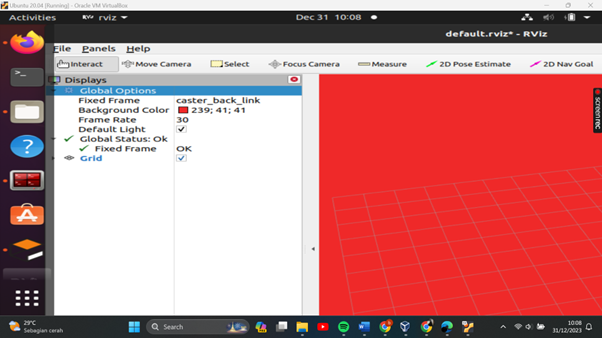 Ubuntu 20.04 [Running] - Oracle VM VirtualBox
Activities
RViz rviz
Dec 31 10:08
default.rviz* - RViz
File Panels Help
Interact Move Camera Select Focus Camera Measure 2D Pose Estimate 2D Nav Goal
Displays
Global Options
Fixed Frame caster_back_link
Background Color 239; 41; 41
Frame Rate 30
Default Light
Global Status: Ok
Fixed Frame OK
Grid
screenrec
29°C
Sebagian cerah
Search
10:08
31/12/2023